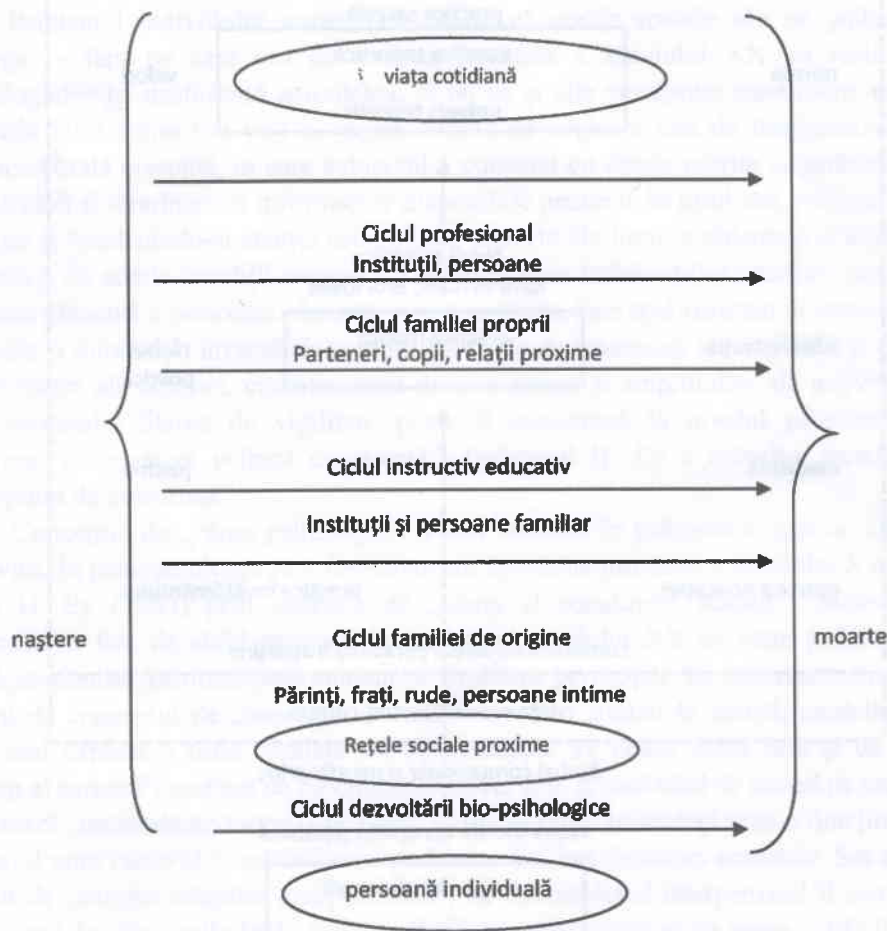 viața cotidiană
Ciclul profesional
Instituții, persoane
Ciclul familiei proprii
Parteneri, copii, relații proxime
Ciclul instructiv educativ
Instituții și persoane familiar
naștere
Ciclul familiei de origine
moarte
Părinți, frați, rude, persoane intime
Rețele sociale proxime
Ciclul dezvoltării bio-psihologice
persoană individuală